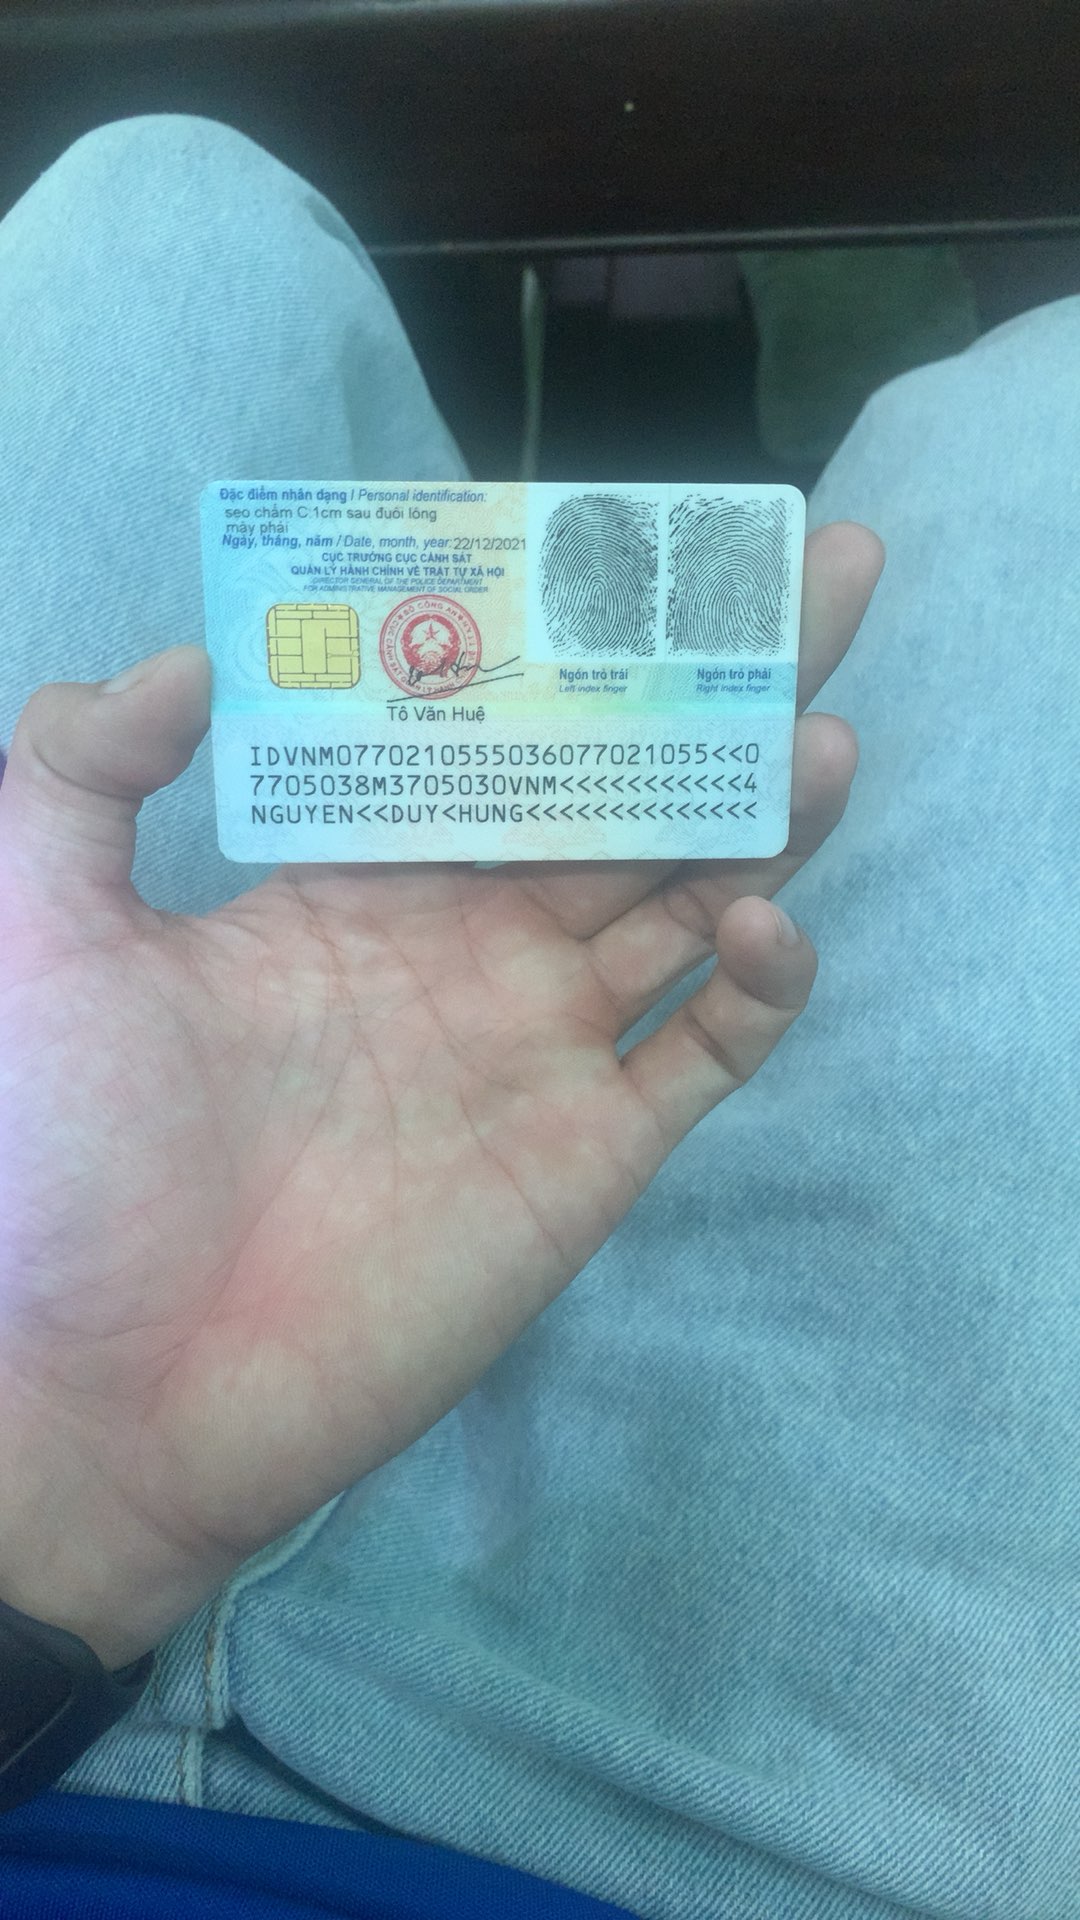 Đặc điểm nhân dạng / Personal identification:
sẹo chấm C.1cm sau đuôi lông
mày phải
Ngày, tháng, năm / Date, month, year: 22/12/2021
CỤC TRƯỞNG CỤC CẢNH SÁT
QUẢN LÝ HÀNH CHÍNH VỀ TRẬT TỰ XÃ HỘI
DIRECTOR GENERAL OF THE POLICE DEPARTMENT
FOR ADMINISTRATIVE MANAGEMENT OF SOCIAL ORDER
BỘ CÔNG AN
Tô Văn Huệ
Ngón trỏ trái
Left index finger
Ngón trỏ phải
Right index finger
IDVNM0770210555036077021055<<0
7705038M3705030VNM<<<<<<<<<<<4
NGUYEN<<DUY<HUNG<<<<<<<<<<<<<<